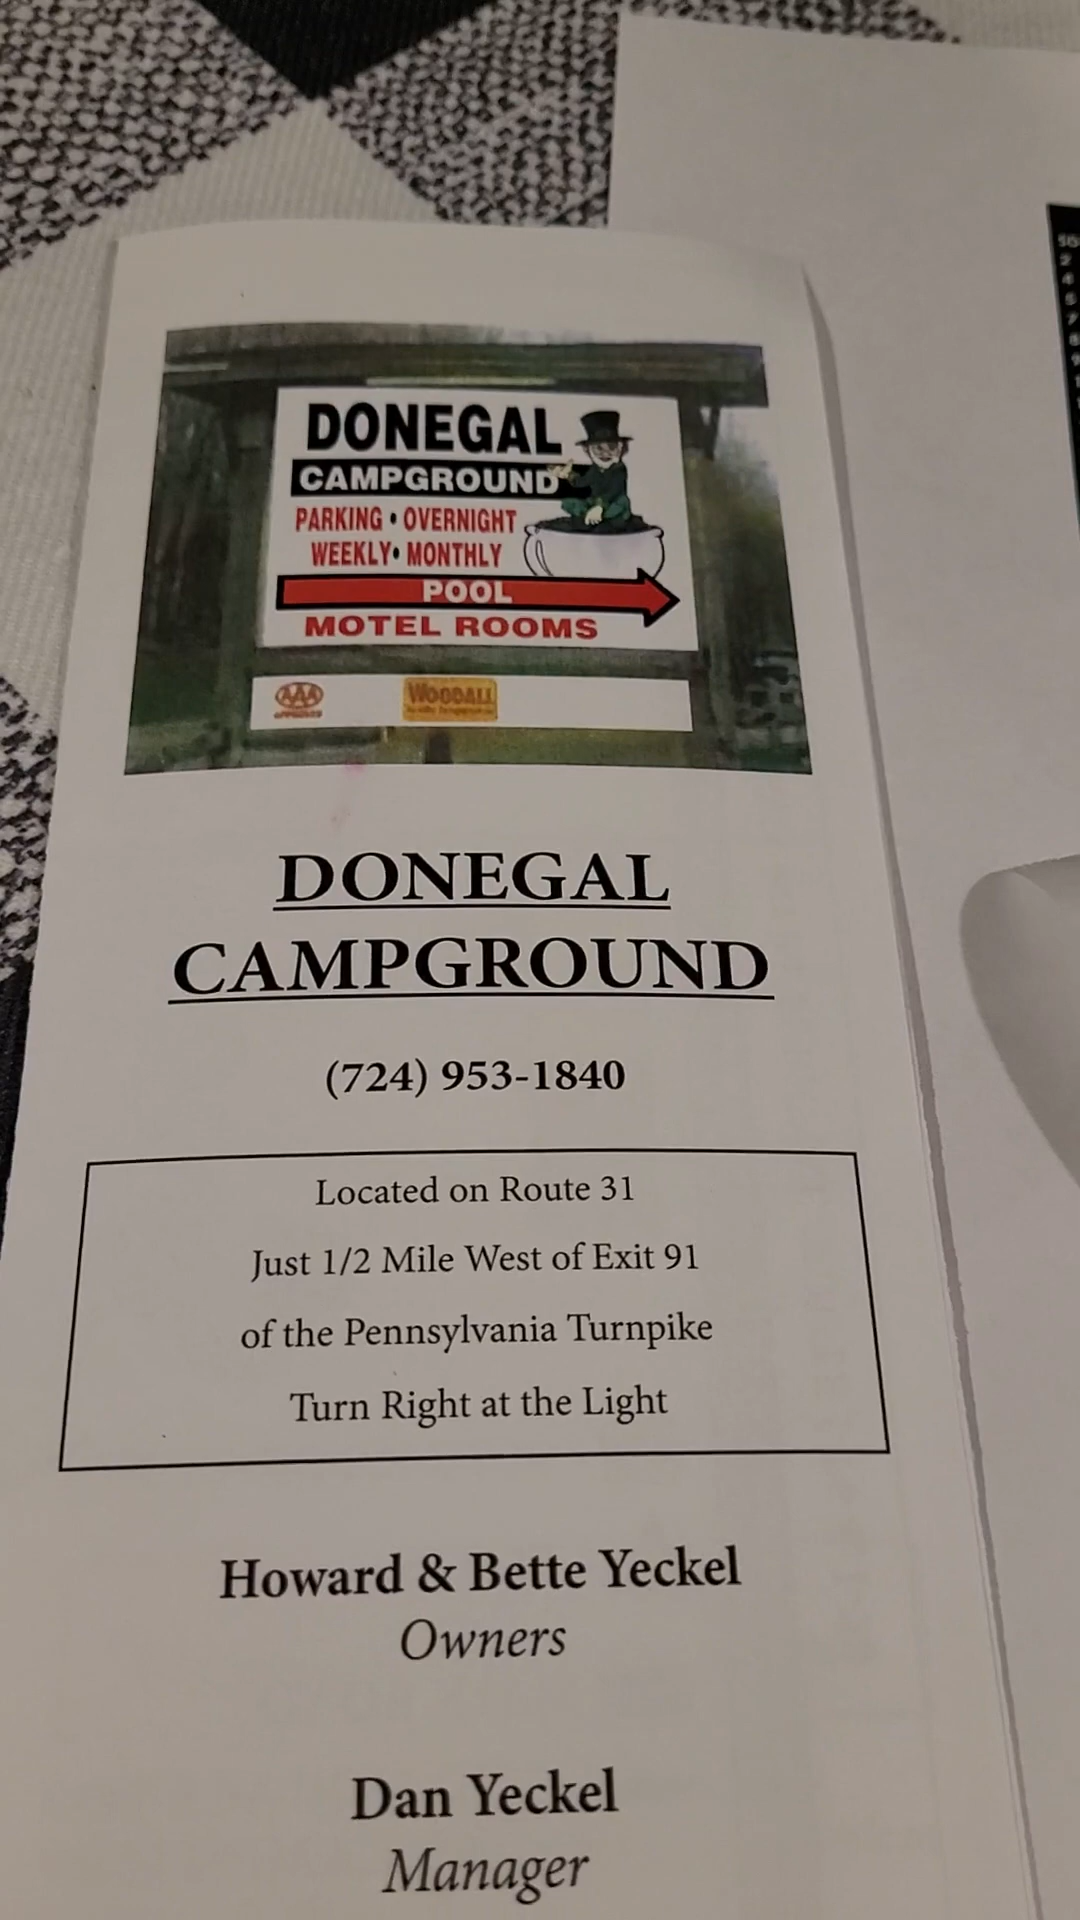 DONEGAL
CAMPGROUND
PARKING • OVERNIGHT
WEEKLY • MONTHLY
POOL
MOTEL ROOMS
AAA
WOODALL
DONEGAL
CAMPGROUND
(724) 953-1840
Located on Route 31
Just 1/2 Mile West of Exit 91
of the Pennsylvania Turnpike
Turn Right at the Light
Howard & Bette Yeckel
Owners
Dan Yeckel
Manager